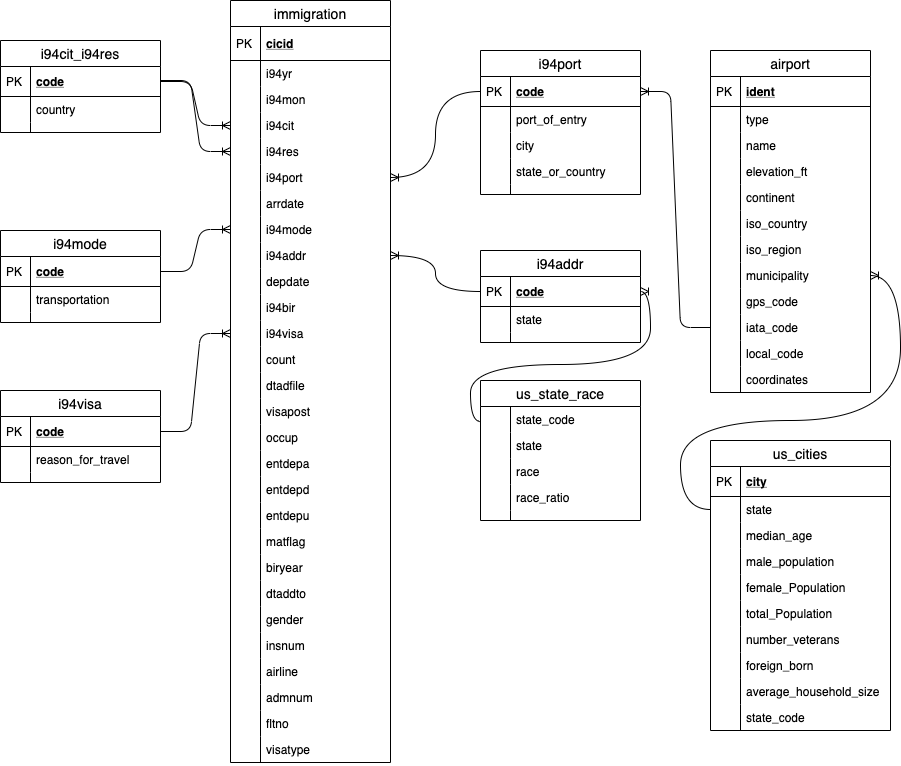 i94cit_i94res
PK code
country
i94mode
PK code
transportation
i94visa
PK code
reason_for_travel
immigration
PK cicid
i94yr
i94mon
i94cit
i94res
i94port
arrdate
i94mode
i94addr
depdate
i94bir
i94visa
count
dtadfile
visapost
occup
entdepa
entdepd
entdepu
matflag
biryear
dtaddto
gender
insnum
airline
admnum
fltno
visatype
i94port
PK code
port_of_entry
city
state_or_country
i94addr
PK code
state
us_state_race
state_code
state
race
race_ratio
airport
PK ident
type
name
elevation_ft
continent
iso_country
iso_region
municipality
gps_code
iata_code
local_code
coordinates
us_cities
PK city
state
median_age
male_population
female_Population
total_Population
number_veterans
foreign_born
average_household_size
state_code